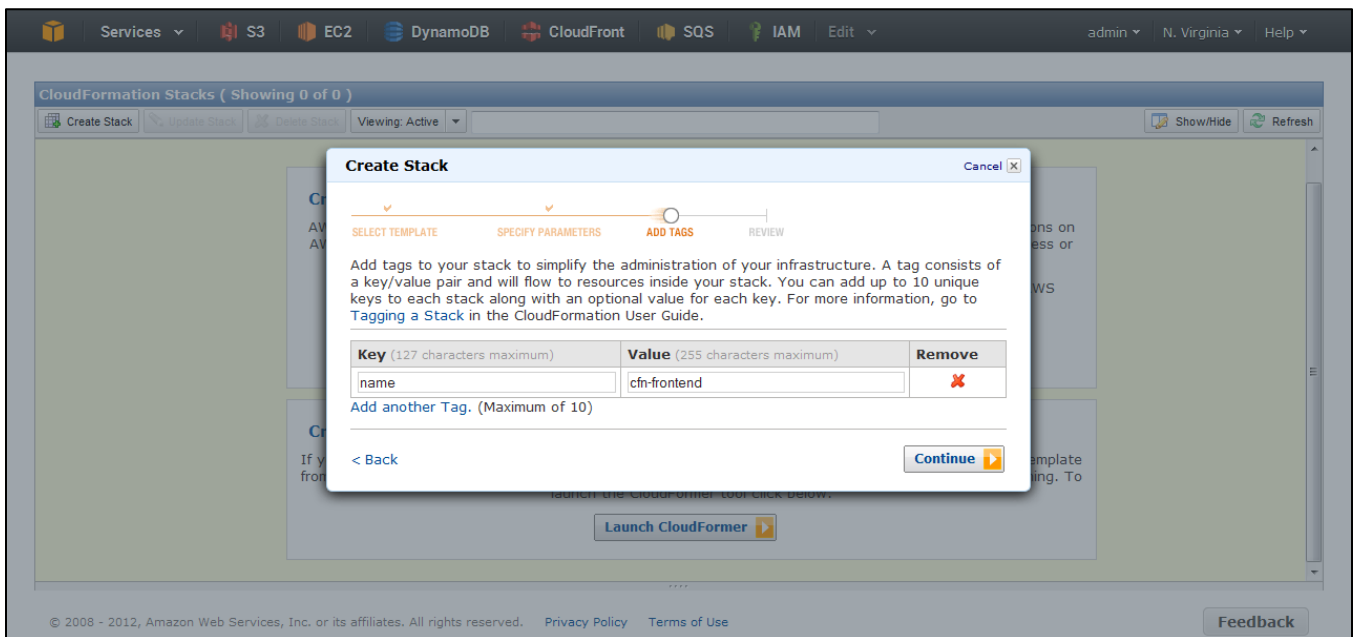 Services S3 EC2 DynamoDB CloudFront SQS IAM Edit admin N. Virginia Help
CloudFormation Stacks ( Showing 0 of 0 )
Create Stack Update Stack Delete Stack Viewing: Active Show/Hide Refresh
Create Stack Cancel
SELECT TEMPLATE SPECIFY PARAMETERS ADD TAGS REVIEW
Add tags to your stack to simplify the administration of your infrastructure. A tag consists of
a key/value pair and will flow to resources inside your stack. You can add up to 10 unique
keys to each stack along with an optional value for each key. For more information, go to
Tagging a Stack in the CloudFormation User Guide.
Key (127 characters maximum) Value (255 characters maximum) Remove
name cfn-frontend
Add another Tag. (Maximum of 10)
< Back Continue
launch the CloudFormer tool click below.
Launch CloudFormer
© 2008 - 2012, Amazon Web Services, Inc. or its affiliates. All rights reserved. Privacy Policy Terms of Use Feedback